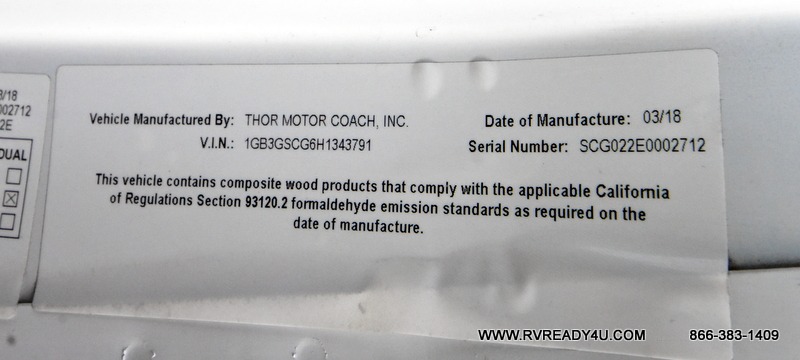 3/18
002712
2E
DUAL
Vehicle Manufactured By: THOR MOTOR COACH, INC.
Date of Manufacture: 03/18
V.I.N.: 1GB3GSCG6H1343791
Serial Number: SCG022E0002712
This vehicle contains composite wood products that comply with the applicable California
of Regulations Section 93120.2 formaldehyde emission standards as required on the
date of manufacture.
WWW.RVREADY4U.COM 866-383-1409